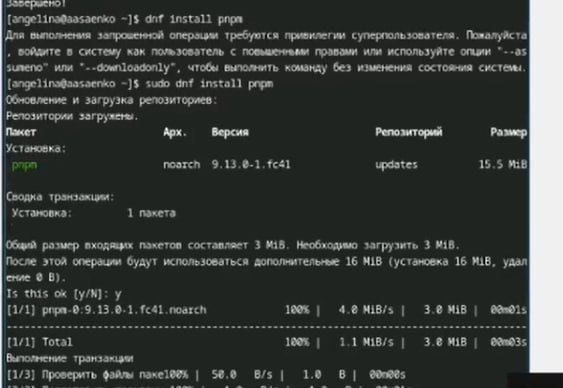 Завершено!
[angelina@aasaenko ~]$ dnf install pnpm
Для выполнения запрошенной операции требуются привилегии суперпользователя. Пожалуйста
, войдите в систему как пользователь с повышенными правами или используйте опции "--as
sumeno" или "--downloadonly", чтобы выполнить команду без изменения состояния системы.
[angelina@aasaenko ~]$ sudo dnf install pnpm
Обновление и загрузка репозиториев:
Репозитории загружены.
Пакет Арх. Версия Репозиторий Размер
Установка:
pnpm noarch 9.13.0-1.fc41 updates 15.5 MiB
Сводка транзакции:
Установка: 1 пакета
Общий размер входящих пакетов составляет 3 MiB. Необходимо загрузить 3 MiB.
После этой операции будут использоваться дополнительные 16 MiB (установка 16 MiB, удал
ение 0 B).
Is this ok [y/N]: y
[1/1] pnpm-0:9.13.0-1.fc41.noarch 100% | 4.0 MiB/s | 3.0 MiB | 00m01s
--------------------------------------------------------------------------------------
[1/1] Total 100% | 1.1 MiB/s | 3.0 MiB | 00m03s
Выполнение транзакции
[1/3] Проверить файлы паке100% | 50.0 B/s | 1.0 B | 00m00s